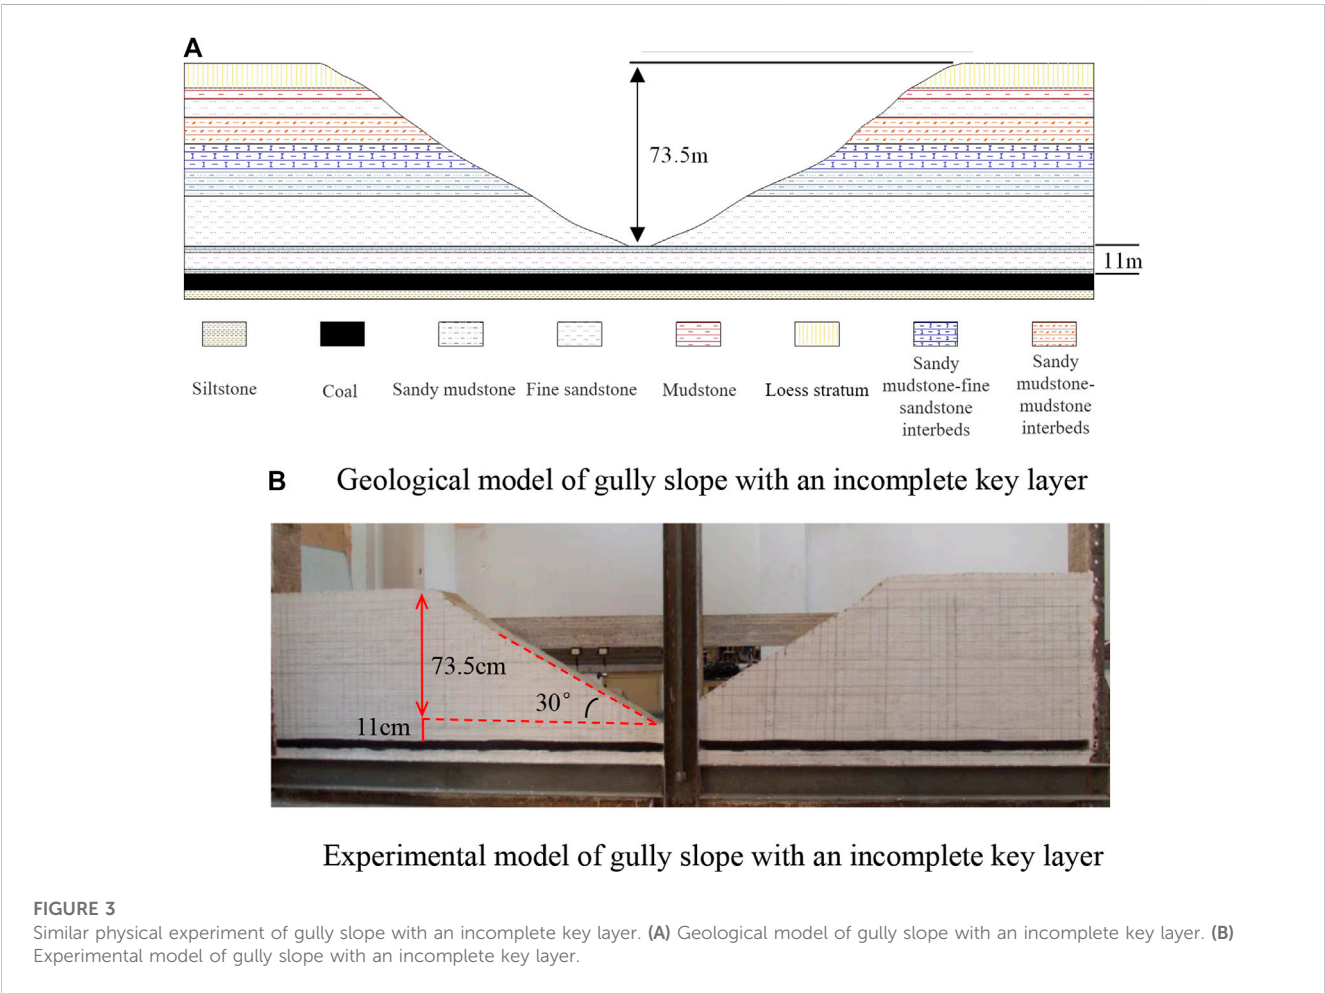 A
73.5m
11m
Siltstone
Coal
Sandy mudstone
Fine sandstone
Mudstone
Loess stratum
Sandy
mudstone-fine
sandstone
interbeds
Sandy
mudstone-
mudstone
interbeds
B
Geological model of gully slope with an incomplete key layer
73.5cm
30°
11cm
Experimental model of gully slope with an incomplete key layer
FIGURE 3
Similar physical experiment of gully slope with an incomplete key layer. (A) Geological model of gully slope with an incomplete key layer. (B)
Experimental model of gully slope with an incomplete key layer.